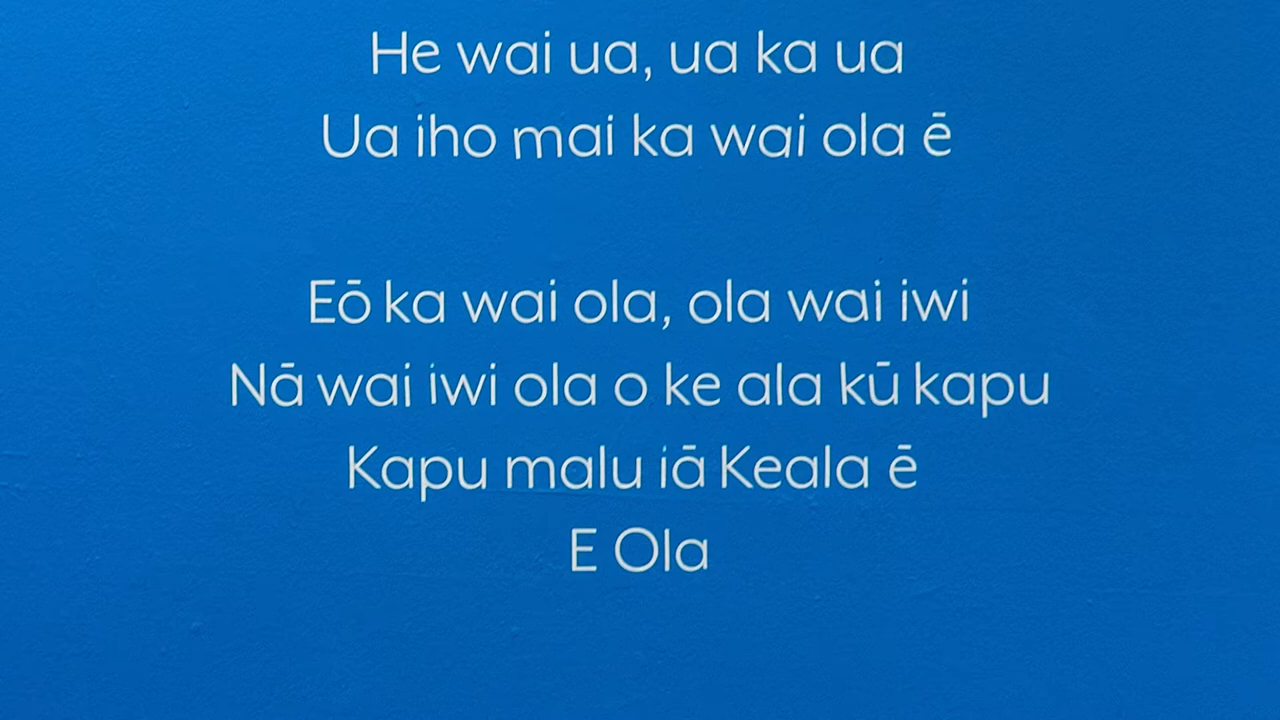 He wai ua, ua ka ua
Ua iho mai ka wai ola ē
Eō ka wai ola, ola wai iwi
Nā wai iwi ola o ke ala kū kapu
Kapu malu iā Keala ē
E Ola